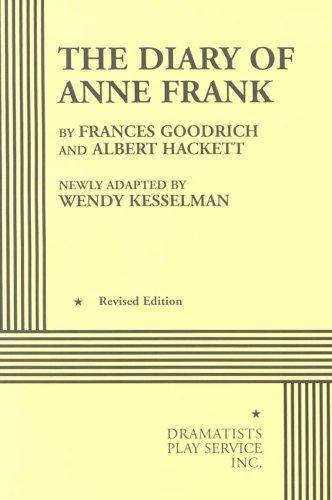 THE DIARY OF
ANNE FRANK
BY FRANCES GOODRICH
AND ALBERT HACKETT
NEWLY ADAPTED BY
WENDY KESSELMAN
★ Revised Edition
★
DRAMATISTS
PLAY SERVICE
INC.